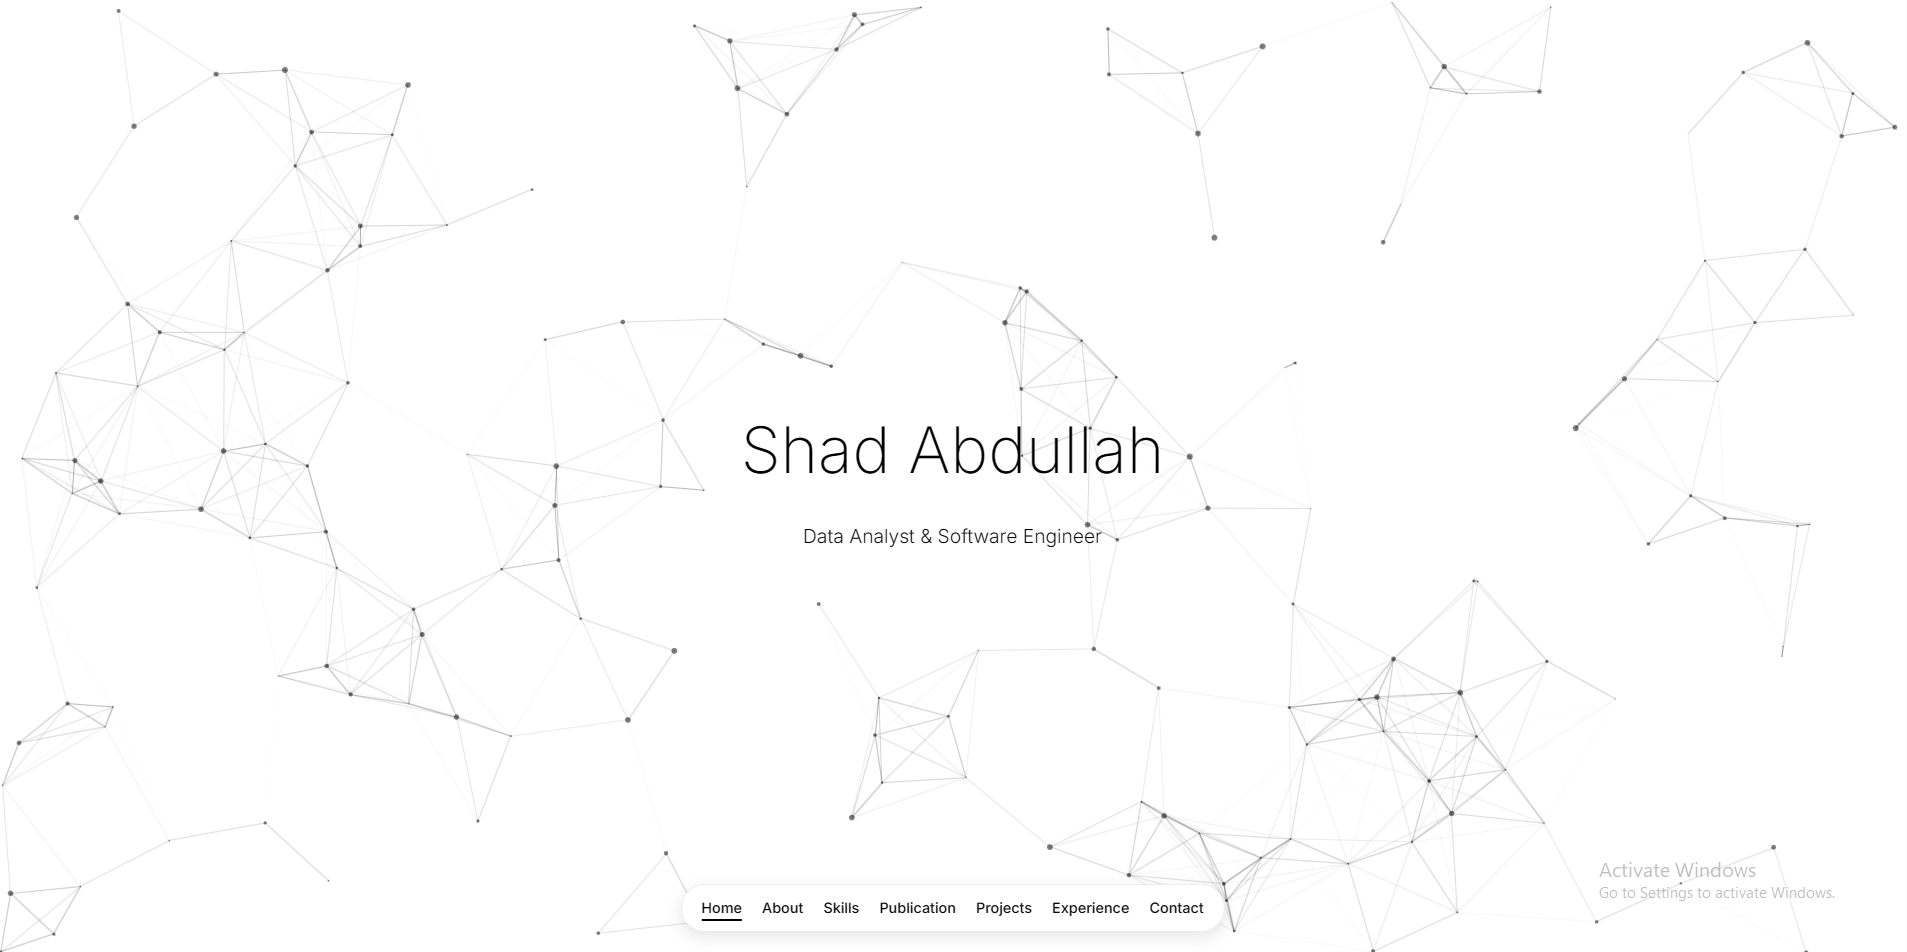 Shad Abdullah
Data Analyst & Software Engineer
Activate Windows
Go to Settings to activate Windows.
Home About Skills Publication Projects Experience Contact